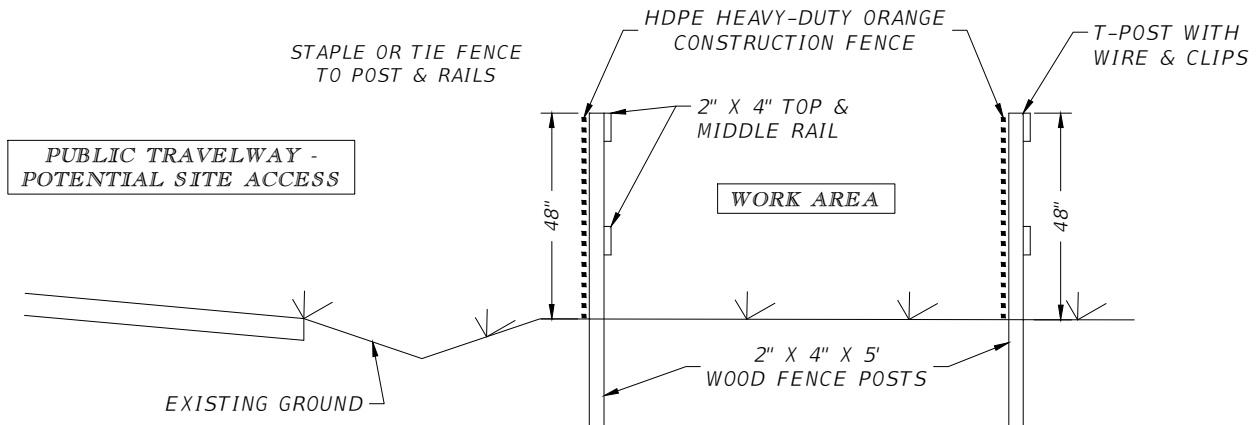 HDPE HEAVY-DUTY ORANGE
CONSTRUCTION FENCE
STAPLE OR TIE FENCE
TO POST & RAILS
T-POST WITH
WIRE & CLIPS
2" X 4" TOP &
MIDDLE RAIL
PUBLIC TRAVELWAY -
POTENTIAL SITE ACCESS
WORK AREA
48"
48"
2" X 4" X 5'
WOOD FENCE POSTS
EXISTING GROUND